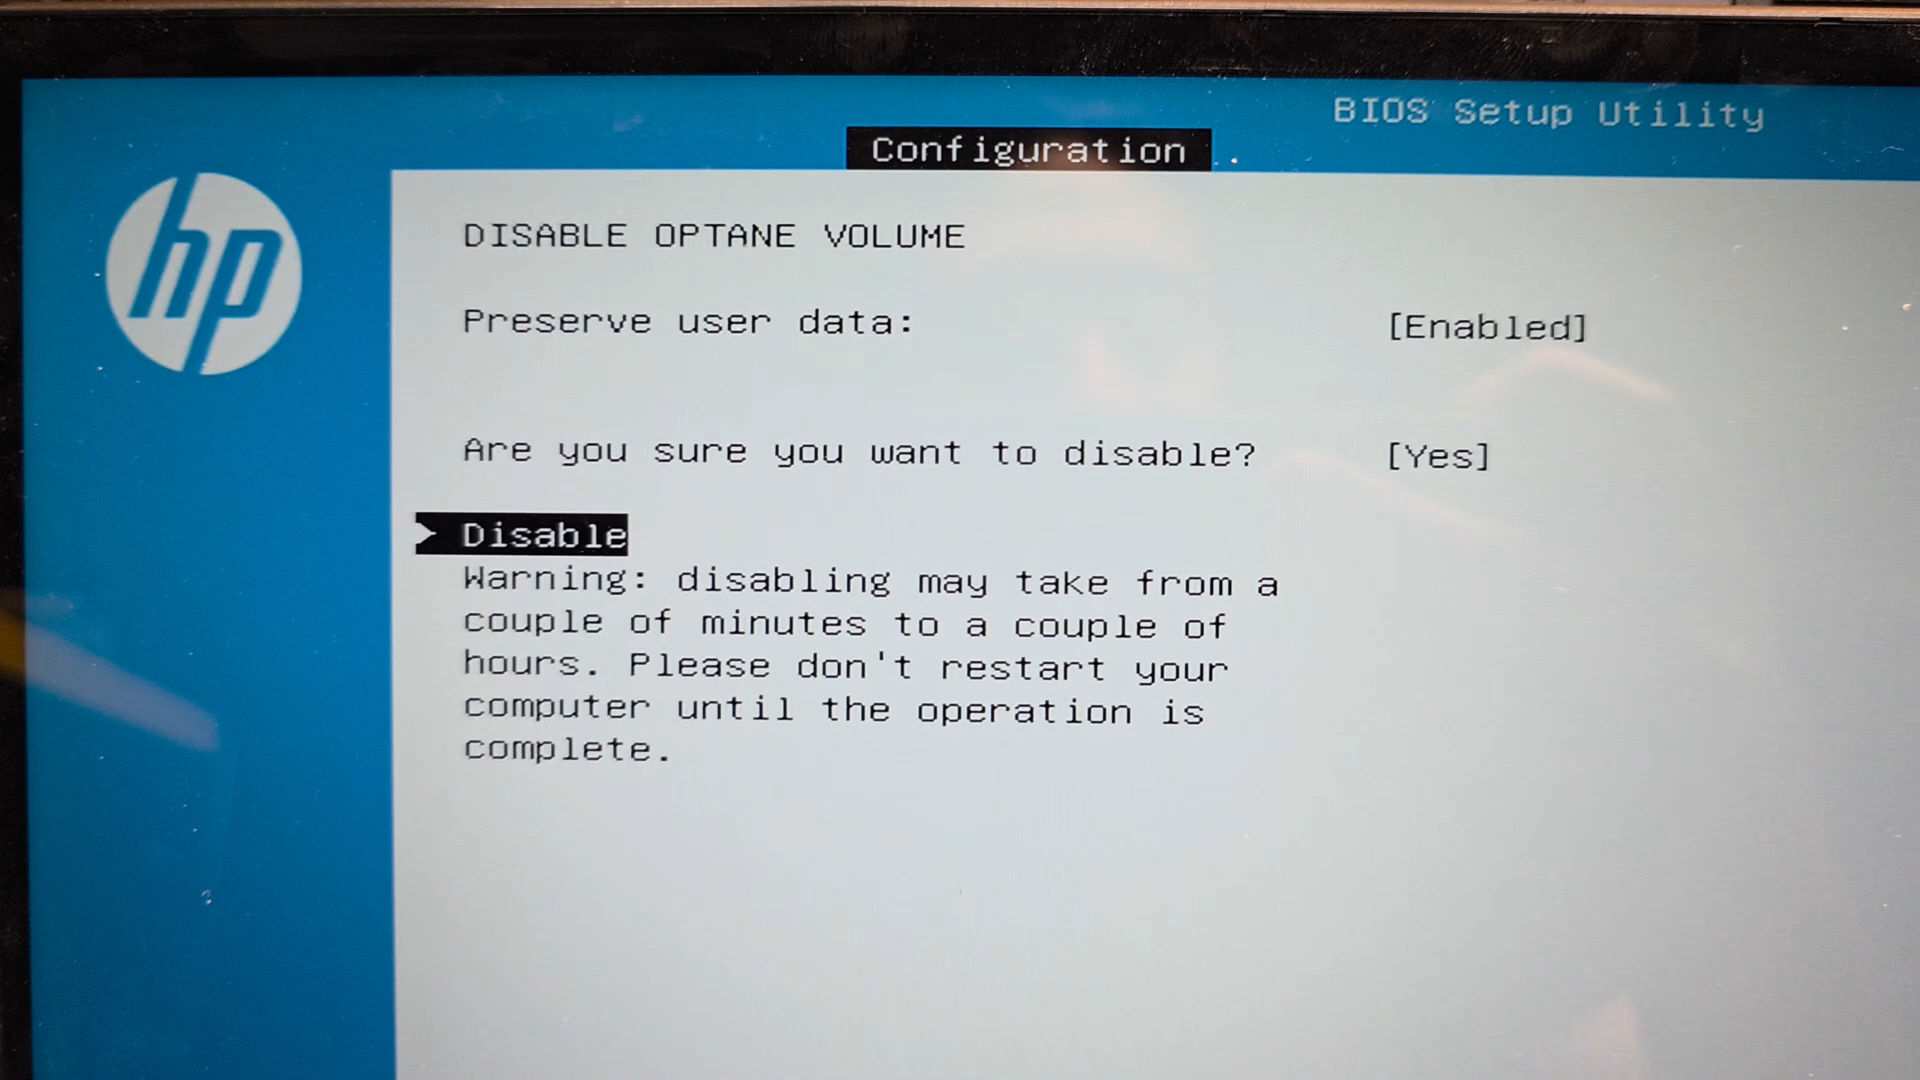 BIOS Setup Utility
Configuration
hp
DISABLE OPTANE VOLUME
Preserve user data: [Enabled]
Are you sure you want to disable? [Yes]
> Disable
Warning: disabling may take from a
couple of minutes to a couple of
hours. Please don't restart your
computer until the operation is
complete.